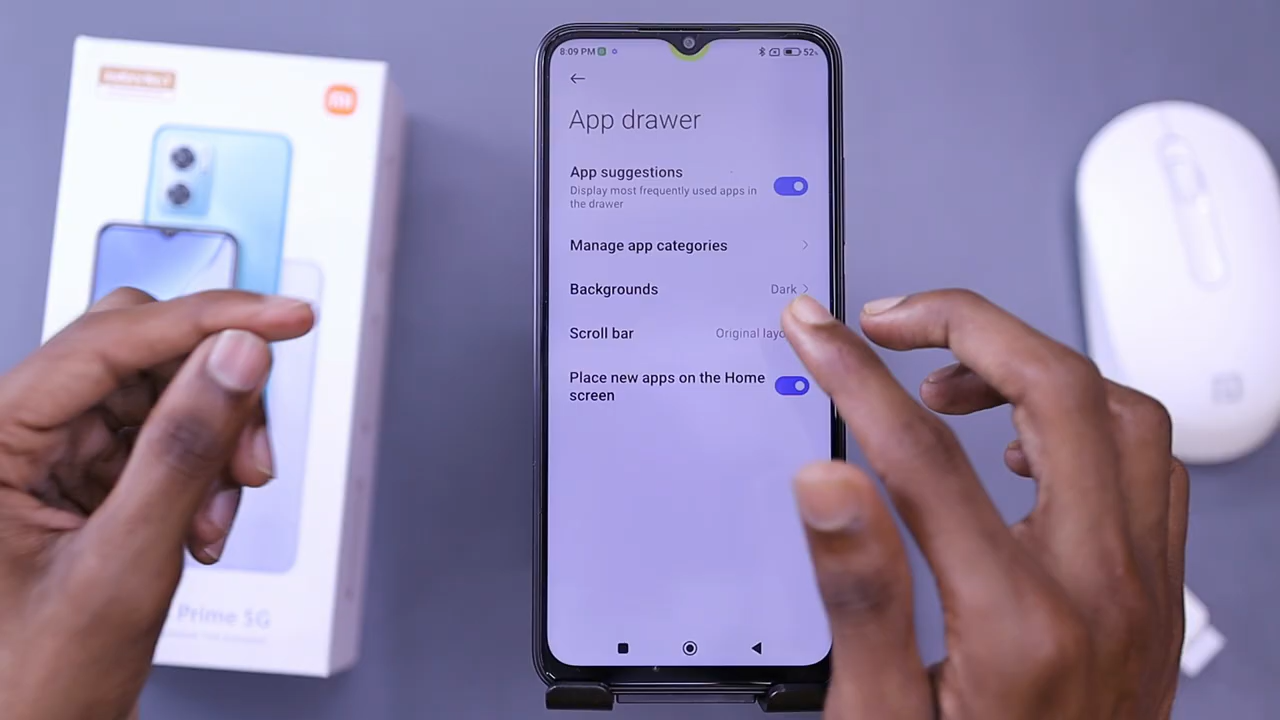 8:09 PM
52
App drawer
App suggestions
Display most frequently used apps in
the drawer
Manage app categories
Backgrounds Dark
Scroll bar Original layo
Place new apps on the Home
screen
Prime 5G